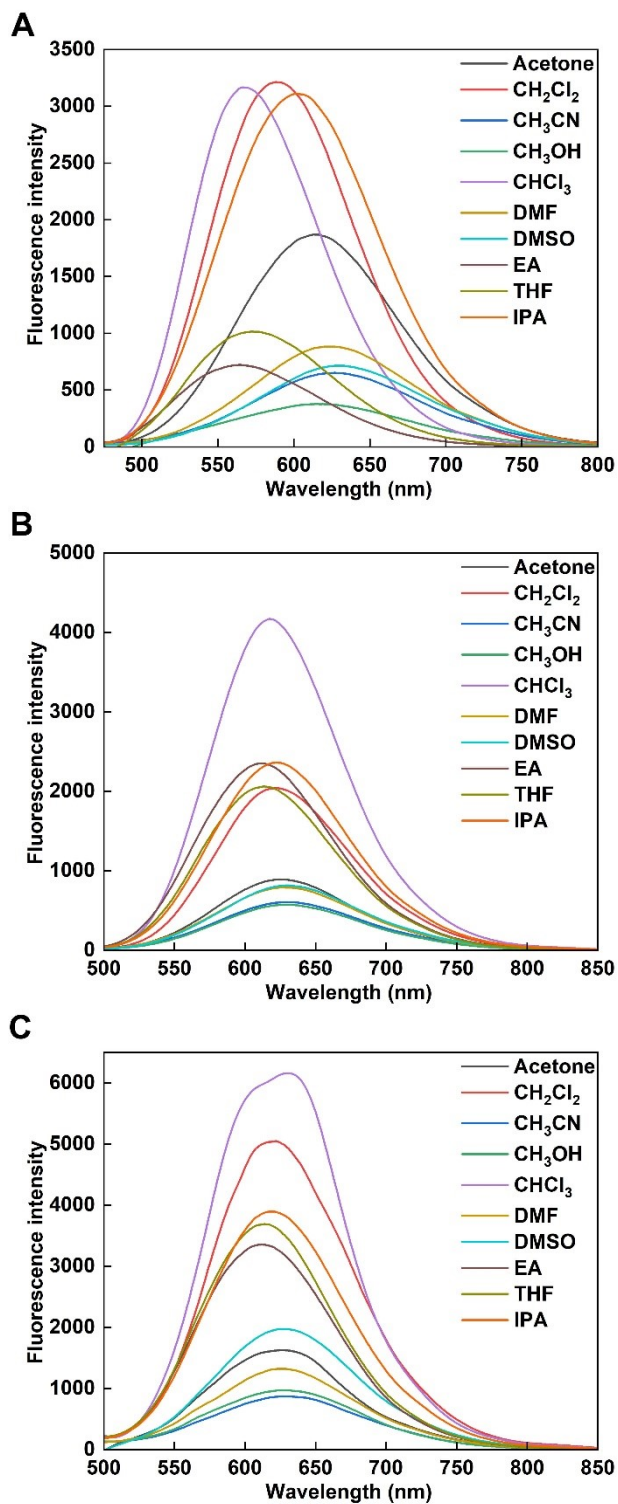 A
3500
3000
2500
2000
1500
1000
500
0
Fluorescence intensity
Acetone
CH₂Cl₂
CH₃CN
CH₃OH
CHCl₃
DMF
DMSO
EA
THF
IPA
500 550 600 650 700 750 800
Wavelength (nm)
B
5000
4000
3000
2000
1000
0
Fluorescence intensity
Acetone
CH₂Cl₂
CH₃CN
CH₃OH
CHCl₃
DMF
DMSO
EA
THF
IPA
500 550 600 650 700 750 800 850
Wavelength (nm)
C
6000
5000
4000
3000
2000
1000
0
Fluorescence intensity
Acetone
CH₂Cl₂
CH₃CN
CH₃OH
CHCl₃
DMF
DMSO
EA
THF
IPA
500 550 600 650 700 750 800 850
Wavelength (nm)